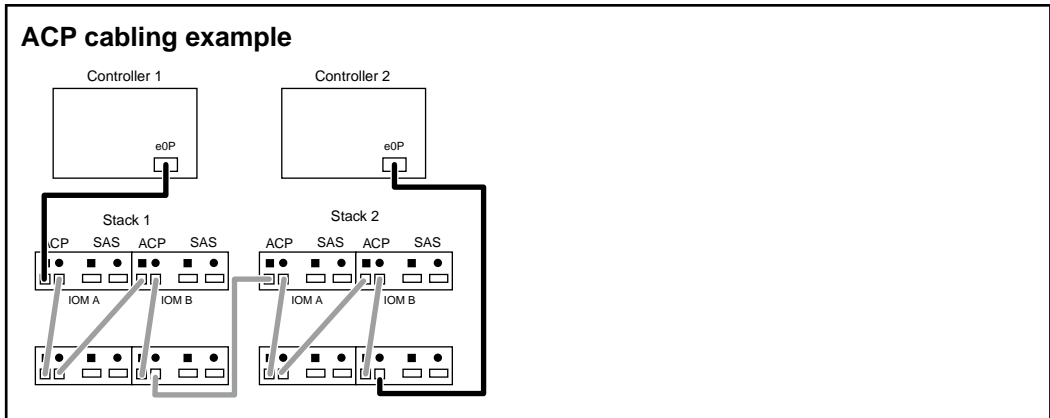 ACP cabling example
Controller 1
Controller 2
e0P
e0P
Stack 1
Stack 2
ACP SAS ACP SAS
ACP SAS ACP SAS
IOM A
IOM B
IOM A
IOM B